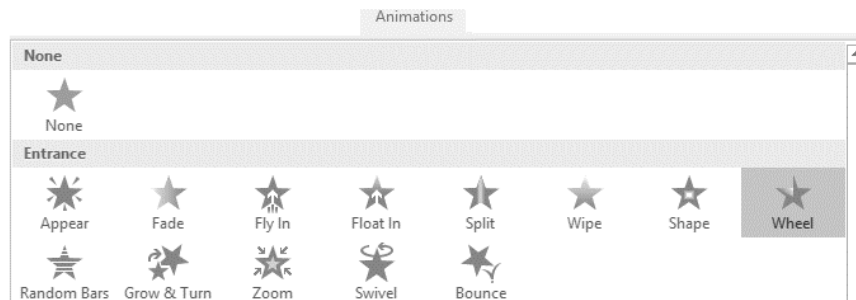 Animations
None
None
Entrance
Appear Fade Fly In Float In Split Wipe Shape Wheel
Random Bars Grow & Turn Zoom Swivel Bounce